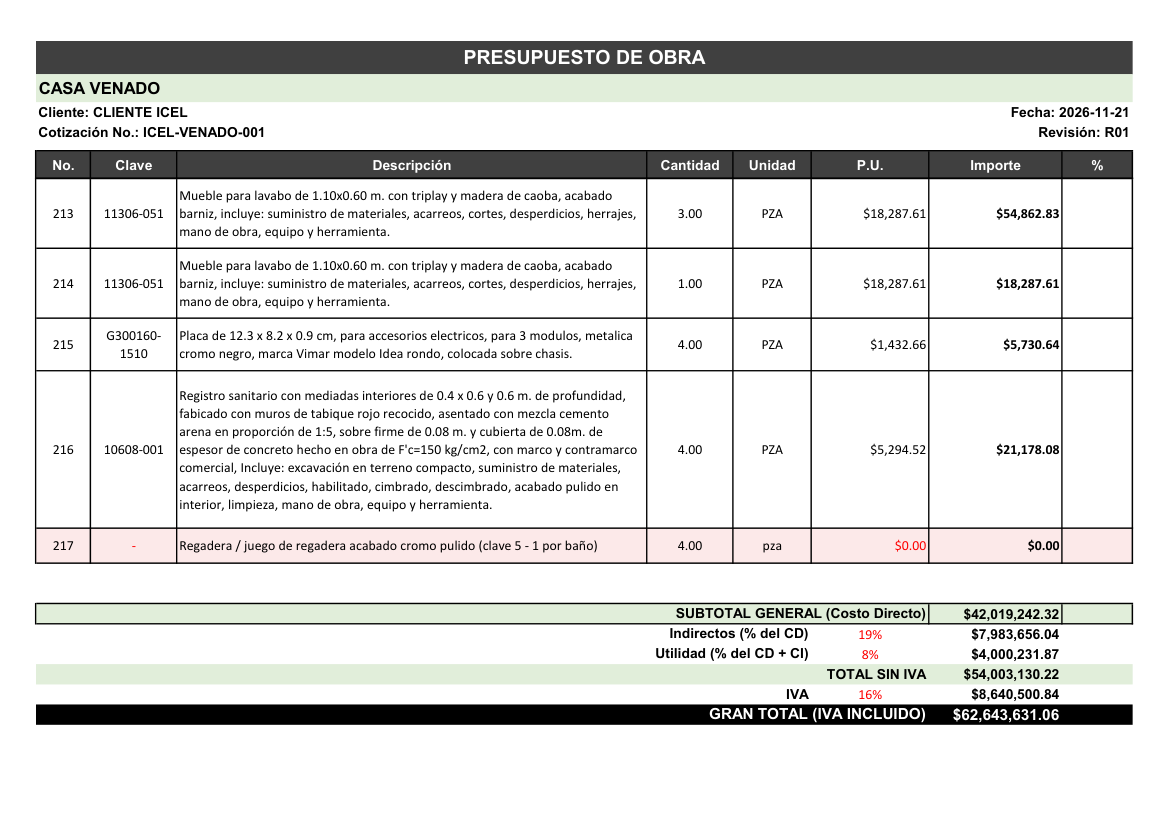 PRESUPUESTO DE OBRA
CASA VENADO
Cliente: CLIENTE ICEL Fecha: 2026-11-21
Cotización No.: ICEL-VENADO-001 Revisión: R01
No. Clave Descripción Cantidad Unidad P.U. Importe %
Mueble para lavabo de 1.10x0.60 m. con triplay y madera de caoba, acabado
213 11306-051 barniz, incluye: suministro de materiales, acarreos, cortes, desperdicios, herrajes, 3.00 PZA $18,287.61 $54,862.83
mano de obra, equipo y herramienta.
Mueble para lavabo de 1.10x0.60 m. con triplay y madera de caoba, acabado
214 11306-051 barniz, incluye: suministro de materiales, acarreos, cortes, desperdicios, herrajes, 1.00 PZA $18,287.61 $18,287.61
mano de obra, equipo y herramienta.
215 G300160- Placa de 12.3 x 8.2 x 0.9 cm, para accesorios electricos, para 3 modulos, metalica 4.00 PZA $1,432.66 $5,730.64
1510 cromo negro, marca Vimar modelo Idea rondo, colocada sobre chasis.
Registro sanitario con mediadas interiores de 0.4 x 0.6 y 0.6 m. de profundidad,
fabicado con muros de tabique rojo recocido, asentado con mezcla cemento
arena en proporción de 1:5, sobre firme de 0.08 m. y cubierta de 0.08m. de
216 10608-001 espesor de concreto hecho en obra de F'c=150 kg/cm2, con marco y contramarco 4.00 PZA $5,294.52 $21,178.08
comercial, Incluye: excavación en terreno compacto, suministro de materiales,
acarreos, desperdicios, habilitado, cimbrado, descimbrado, acabado pulido en
interior, limpieza, mano de obra, equipo y herramienta.
217 - Regadera / juego de regadera acabado cromo pulido (clave 5 - 1 por baño) 4.00 pza $0.00 $0.00
SUBTOTAL GENERAL (Costo Directo) $42,019,242.32
Indirectos (% del CD) 19% $7,983,656.04
Utilidad (% del CD + CI) 8% $4,000,231.87
TOTAL SIN IVA $54,003,130.22
IVA 16% $8,640,500.84
GRAN TOTAL (IVA INCLUIDO) $62,643,631.06